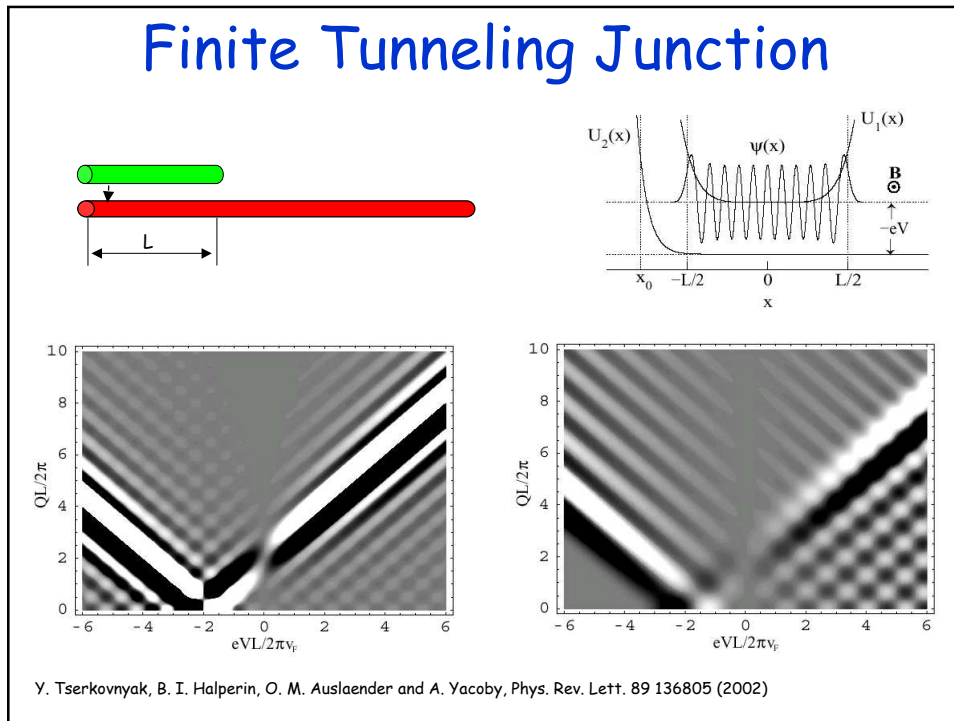 Finite Tunneling Junction
L
U₂(x)
ψ(x)
U₁(x)
B
−eV
x₀ −L/2 0 L/2
x
10
8
6
4
2
0
QL/2π
-6 -4 -2 0 2 4 6
eVL/2πv_F
10
8
6
4
2
0
QL/2π
-6 -4 -2 0 2 4 6
eVL/2πv_F
Y. Tserkovnyak, B. I. Halperin, O. M. Auslaender and A. Yacoby, Phys. Rev. Lett. 89 136805 (2002)